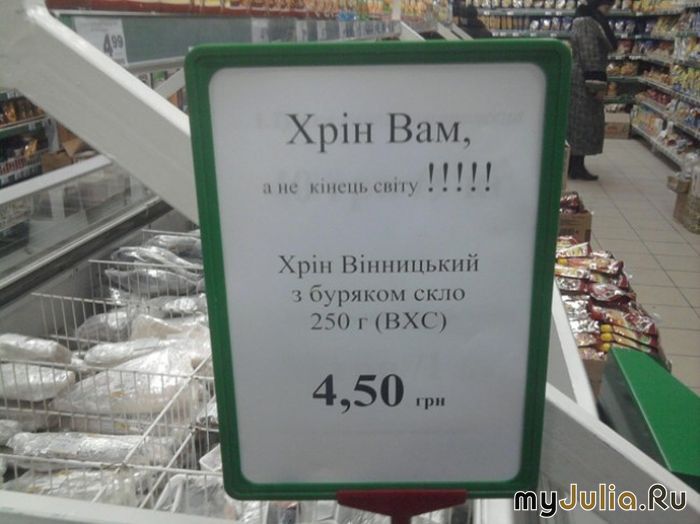 4,99
Хрін Вам,
а не кінець світу !!!!!
Хрін Вінницький
з буряком скло
250 г (ВХС)
4,50 грн
myJulia.Ru